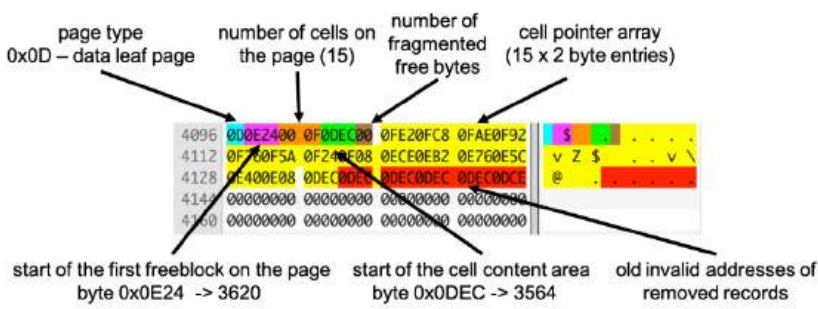 page type
0x0D – data leaf page
number of cells on
the page (15)
number of
fragmented
free bytes
cell pointer array
(15 x 2 byte entries)
4096 0D0E2400 0F0DEC00 0FE20FC8 0FAE0F92 $ . . . . .
4112 0F760F5A 0ECE0EB2 0E760E5C v Z $ . . v \
4128 0E400E08 0DEC0DEC 0DEC0DEC 0DEC0DCE @ . . . . . .
4144 00000000 00000000 00000000 00000000
4160 00000000 00000000 00000000 00000000
start of the first freeblock on the page
byte 0x0E24 -> 3620
start of the cell content area
byte 0x0DEC -> 3564
old invalid addresses of
removed records